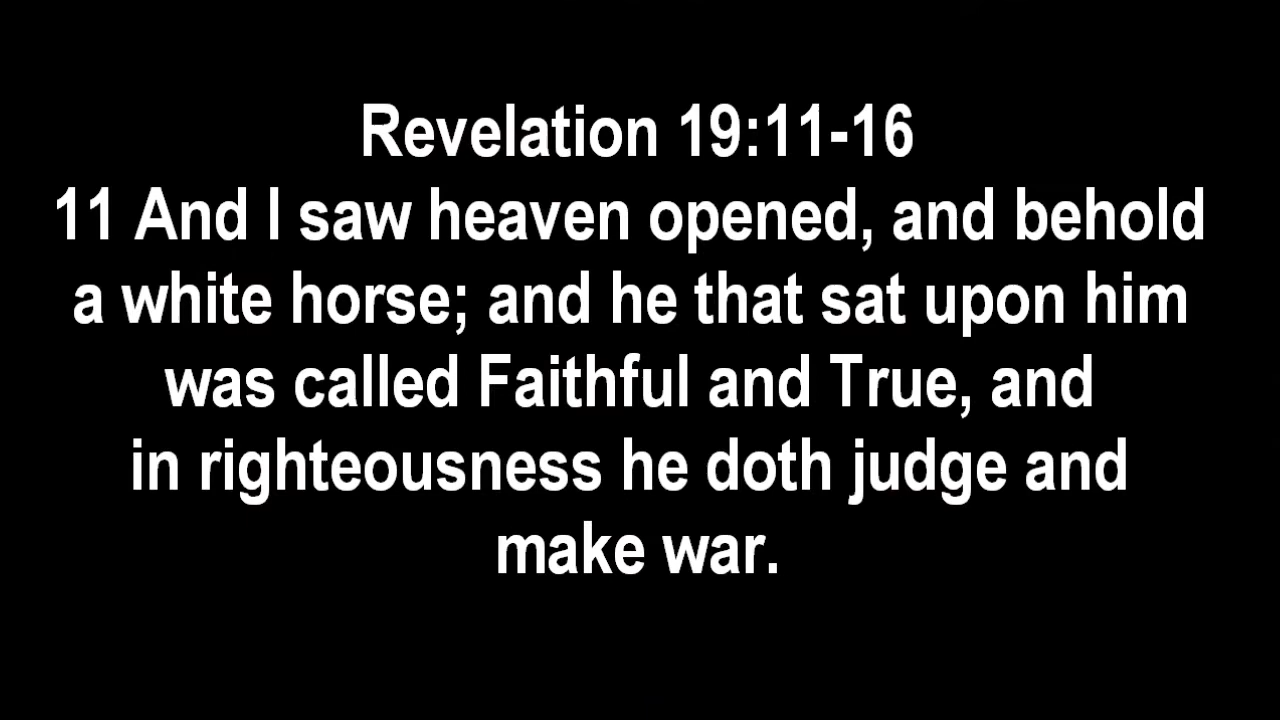 Revelation 19:11-16
11 And I saw heaven opened, and behold
a white horse; and he that sat upon him
was called Faithful and True, and
in righteousness he doth judge and
make war.